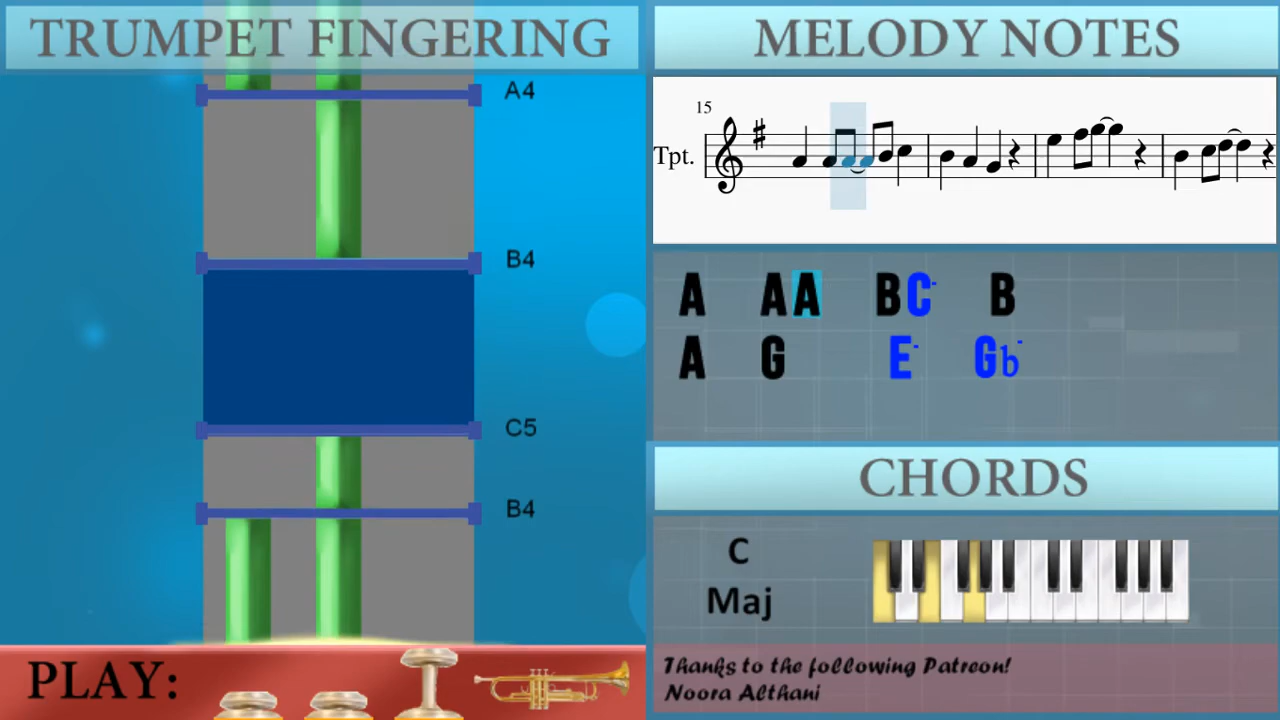 TRUMPET FINGERING
A4
B4
C5
B4
PLAY:
MELODY NOTES
15
Tpt.
A AA BC- B
A G E- Gb-
CHORDS
C
Maj
Thanks to the following Patreon!
Noora Althani